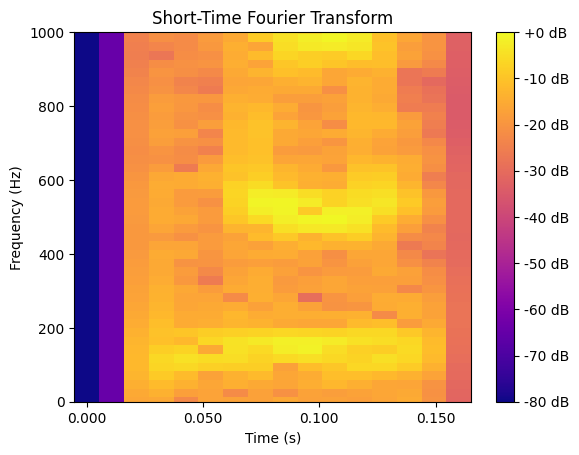 Short-Time Fourier Transform
1000
800
600
400
200
0
Frequency (Hz)
0.000
0.050
0.100
0.150
Time (s)
+0 dB
-10 dB
-20 dB
-30 dB
-40 dB
-50 dB
-60 dB
-70 dB
-80 dB